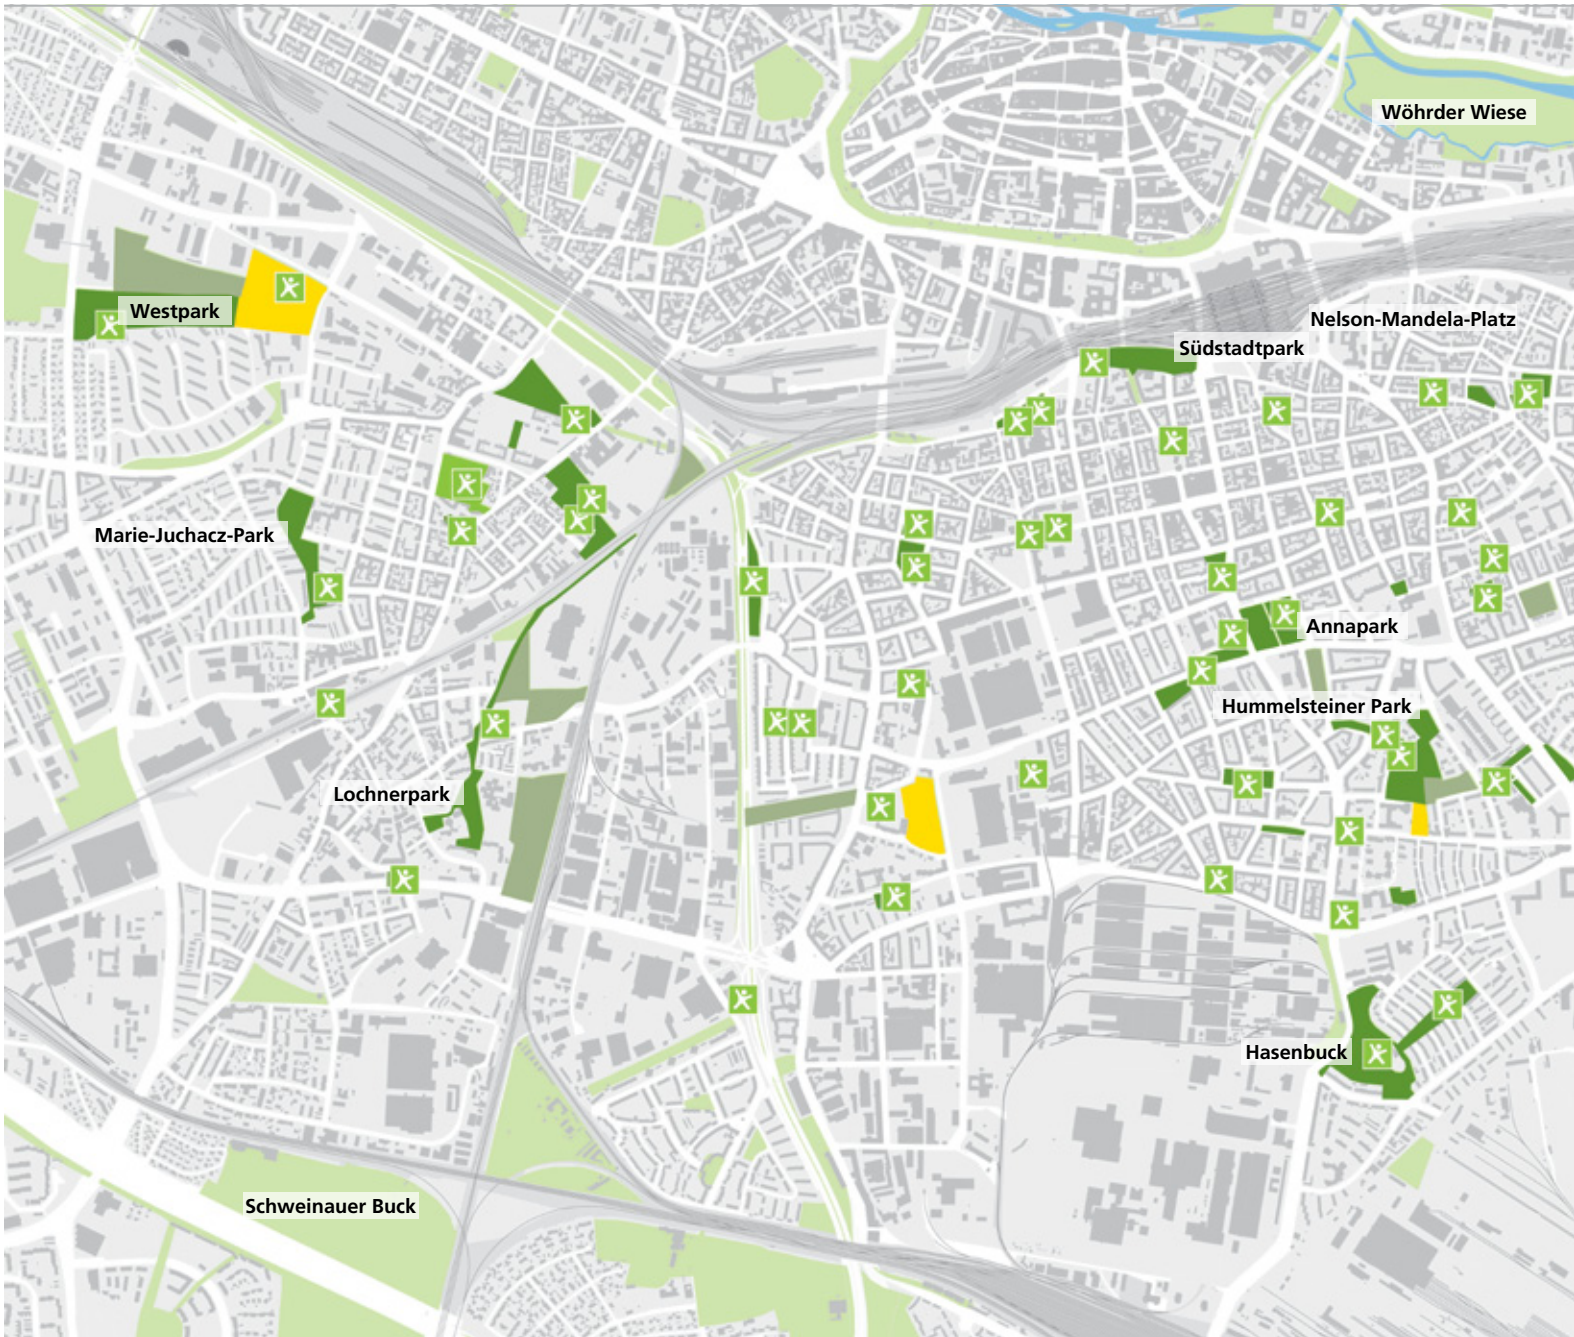 Wöhrder Wiese
Westpark
Nelson-Mandela-Platz
Südstadtpark
Marie-Juchacz-Park
Annapark
Hummelsteiner Park
Lochnerpark
Hasenbuck
Schweinauer Buck